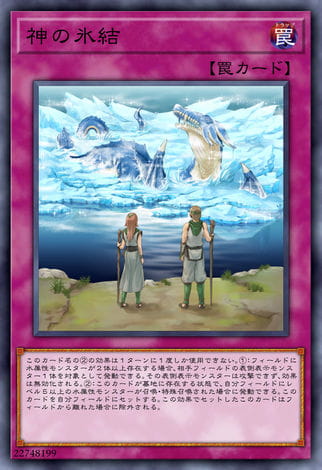 神の氷結
トラップ
罠
【罠カード】
このカード名の②の効果は１ターンに１度しか使用できない。①：フィールドに
水属性モンスターが２体以上存在する場合、相手フィールドの表側表示モンス
ター１体を対象として発動できる。その表側表示モンスターは攻撃できず、効果
は無効化される。②：このカードが墓地に存在する状態で、自分フィールドにレ
ベル５以上の水属性モンスターが召喚・特殊召喚された場合に発動できる。この
カードを自分フィールドにセットする。この効果でセットしたこのカードはフ
ィールドから離れた場合に除外される。
22748199